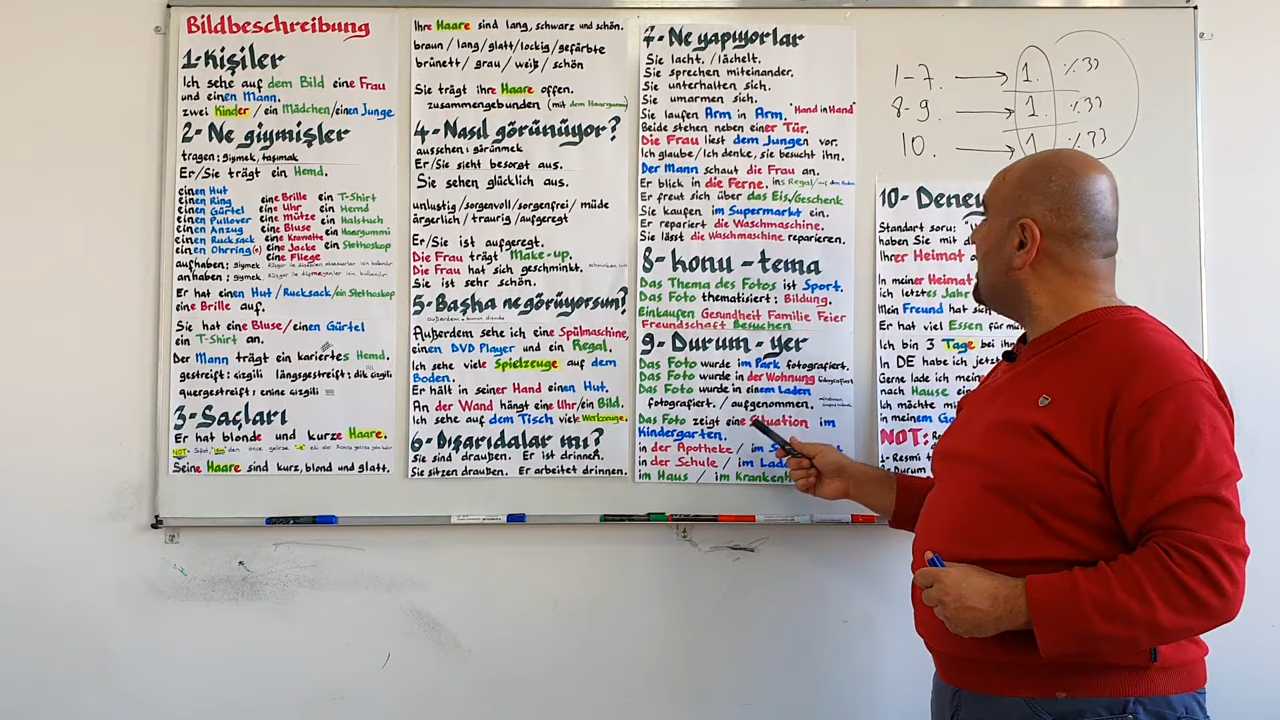 Bildbeschreibung
1-Kişiler
Ich sehe auf dem Bild eine Frau
und einen Mann.
zwei Kinder / ein Mädchen/einen Junge
2- Ne giymişler
tragen: giymek, taşımak
Er/Sie trägt ein Hemd.
einen Hut
einen Ring eine Brille ein T-Shirt
einen Gürtel eine Uhr ein Hemd
einen Pullover eine Mütze ein Halstuch
einen Anzug eine Bluse ein Haargummi
einen Rucksack eine Krawatte ein Stethoskop
einen Ohrring(e) eine Jacke
eine Fliege
aufhaben: giymek
anhaben: giymek
Er hat einen Hut / Rucksack/ein Stethoskop
eine Brille auf.
Sie hat eine Bluse/einen Gürtel
ein T-Shirt an.
Der Mann trägt ein kariertes Hemd.
gestreift: çizgili längsgestreift: dik çizgili
quergestreift: enine çizgili
3-Saçları
Er hat blonde und kurze Haare.
NOT:
Seine Haare sind kurz, blond und glatt.
Ihre Haare sind lang, schwarz und schön.
braun / lang/glatt/lockig/gefärbte
brünett/ grau / weiß/ schön
Sie trägt ihre Haare offen.
zusammengebunden (mit dem Haargummi)
4-Nasıl görünüyor?
ausschen: görünmek
Er/Sie sieht besorgt aus.
Sie sehen glücklich aus.
unlustig/sorgenvoll/sorgenfrei/ müde
ärgerlich / traurig/aufgeregt
Er/Sie ist aufgeregt.
Die Frau trägt Make-up.
Die Frau hat sich geschminkt.
Sie ist sehr schön.
5-Başka ne görüyorsun?
Außerdem sehe ich eine Spülmaschine,
einen DVD Player und ein Regal.
Ich sehe viele Spielzeuge auf dem
Boden.
Er hält in seiner Hand einen Hut.
An der Wand hängt eine Uhr/ein Bild.
Ich sehe auf dem Tisch viele Werkzeuge.
6-Dışarıdalar mı?
Sie sind draußen. Er ist drinnen.
Sie sitzen draußen. Er arbeitet drinnen.
7- Ne yapıyorlar
Sie lacht. /lächelt.
Sie sprechen miteinander.
Sie unterhalten sich.
Sie umarmen sich.
Sie laufen Arm in Arm. "Hand in Hand"
Beide stehen neben einer Tür.
Die Frau liest dem Jungen vor.
Ich glaube/Ich denke, sie besucht ihn.
Der Mann schaut die Frau an.
Er blick in die Ferne. ins Regal/auf den Boden
Er freut sich über das Eis./Geschenk
Sie kaufen im Supermarkt ein.
Er repariert die Waschmaschine.
Sie lässt die Waschmaschine reparieren.
8- Konu - tema
Das Thema des Fotos ist Sport.
Das Foto thematisiert: Bildung.
Einkaufen Gesundheit Familie Feier
Freundschaft Besuchen
9- Durum - yer
Das Foto wurde im Park fotografiert.
Das Foto wurde in der Wohnung fotografiert
Das Foto wurde in einem Laden
fotografiert. / aufgenommen.
Das Foto zeigt eine Situation im
Kindergarten.
in der Apotheke / im
in der Schule / im
im Haus /
1-7. → 1. %33
8-9. → 1. %33
10. → 1 %33
10- Deney
Standart soru:
haben Sie mit
Ihrer Heimat
In meiner Heimat
ich letztes Jahr
Mein Freund hat
Er hat viel Essen für
Ich bin 3 Tage bei
In DE habe ich jetzt
Gerne lade ich
nach Hause
Ich möchte
in meinem
NOT:
1- Resmi
2- Durum